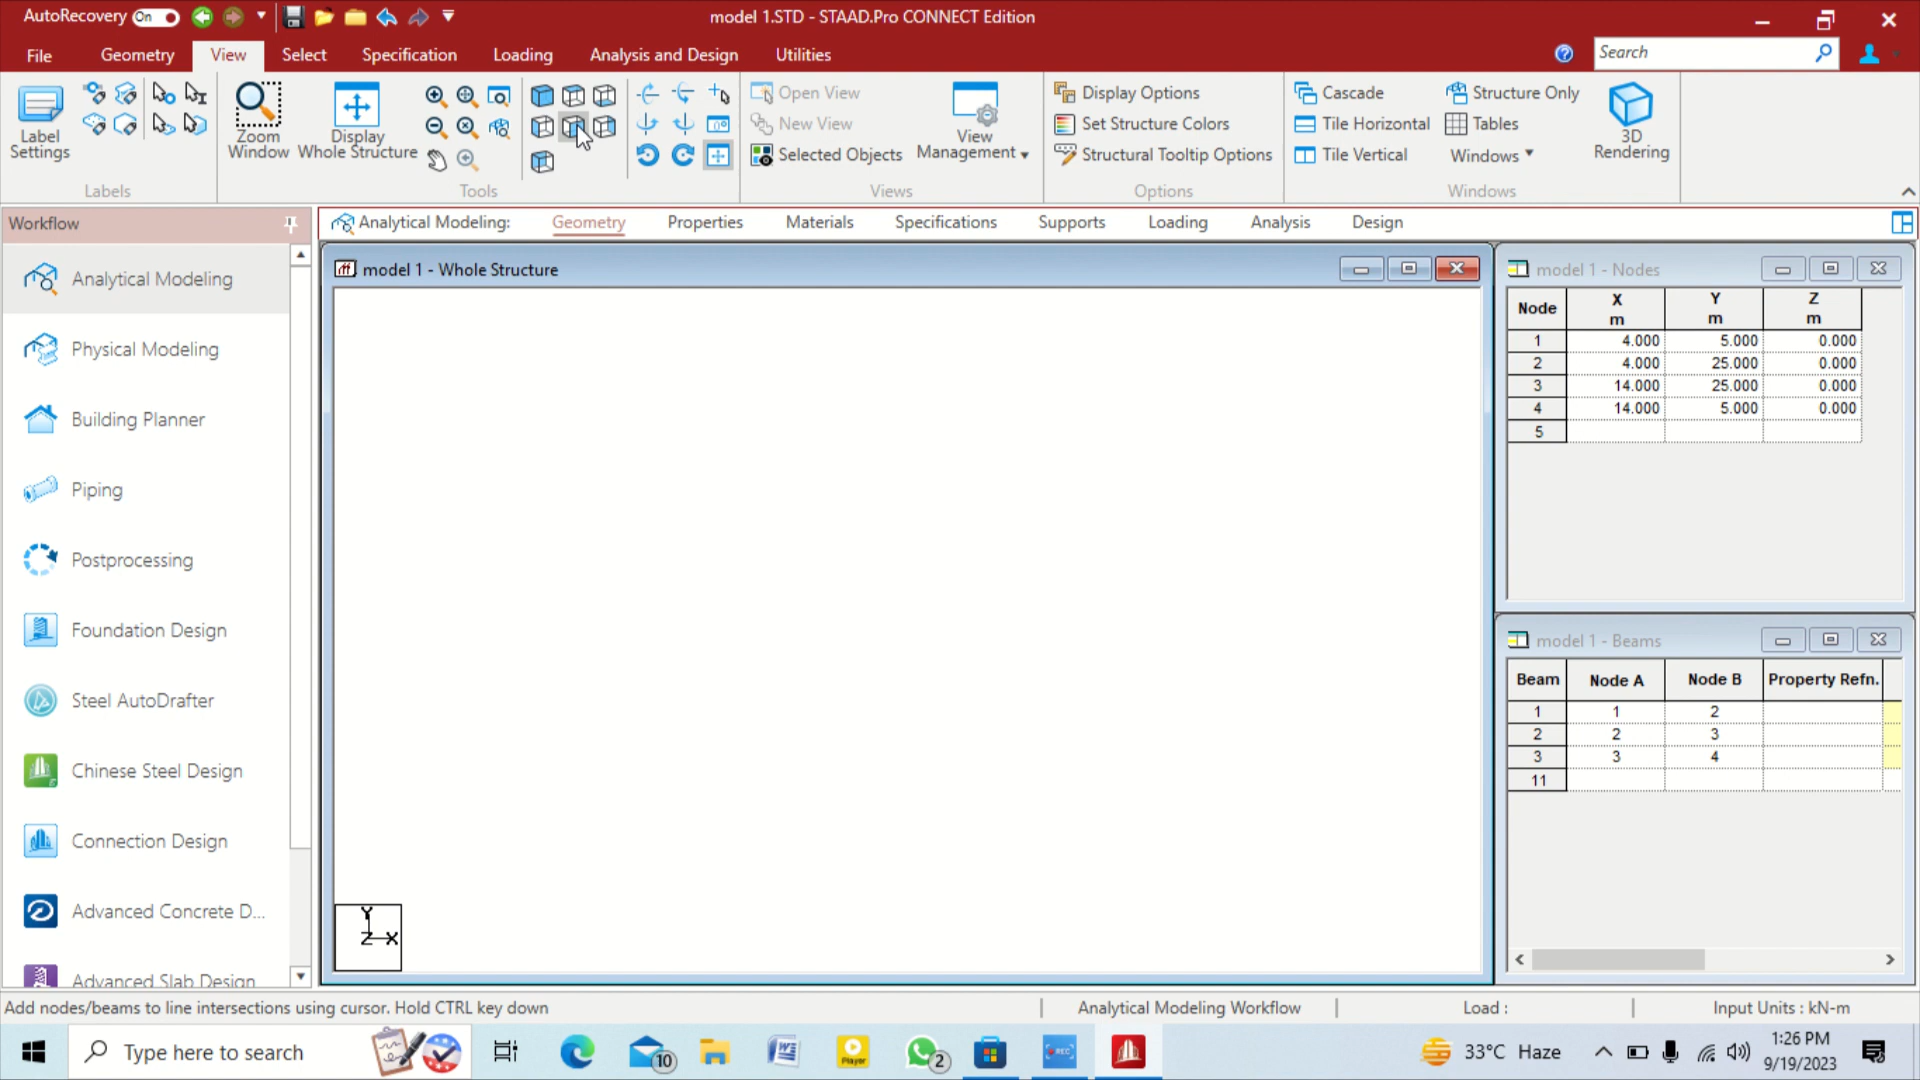 AutoRecovery On
model 1.STD - STAAD.Pro CONNECT Edition
File Geometry View Select Specification Loading Analysis and Design Utilities
Search
Label Settings
Labels
Zoom Window
Display Whole Structure
Tools
Open View
New View
Selected Objects
View Management
Views
Display Options
Set Structure Colors
Structural Tooltip Options
Options
Cascade
Tile Horizontal
Tile Vertical
Structure Only
Tables
Windows
Windows
3D Rendering
Workflow
Analytical Modeling
Physical Modeling
Building Planner
Piping
Postprocessing
Foundation Design
Steel AutoDrafter
Chinese Steel Design
Connection Design
Advanced Concrete D...
Advanced Slab Design
Analytical Modeling: Geometry Properties Materials Specifications Supports Loading Analysis Design
model 1 - Whole Structure
Y
Z X
model 1 - Nodes
Node X m Y m Z m
1 4.000 5.000 0.000
2 4.000 25.000 0.000
3 14.000 25.000 0.000
4 14.000 5.000 0.000
5
model 1 - Beams
Beam Node A Node B Property Refn.
1 1 2
2 2 3
3 3 4
11
Add nodes/beams to line intersections using cursor. Hold CTRL key down
Analytical Modeling Workflow
Load :
Input Units : kN-m
Type here to search
10
Player
2
REC
33°C Haze
1:26 PM
9/19/2023